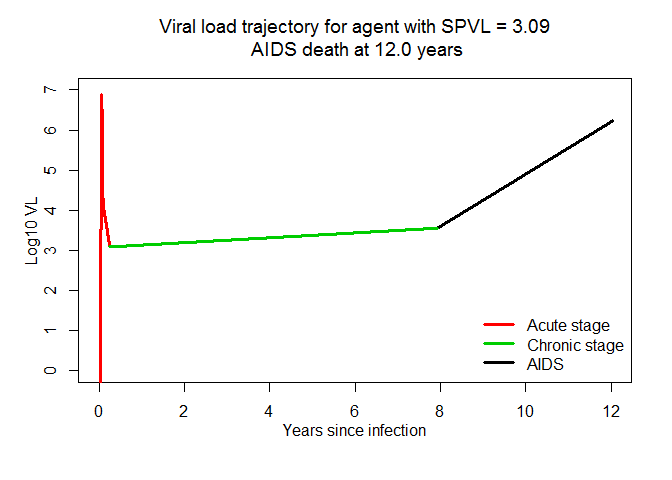 Viral load trajectory for agent with SPVL = 3.09
AIDS death at 12.0 years
7
6
5
4
3
2
1
0
Log10 VL
Acute stage
Chronic stage
AIDS
0 2 4 6 8 10 12
Years since infection